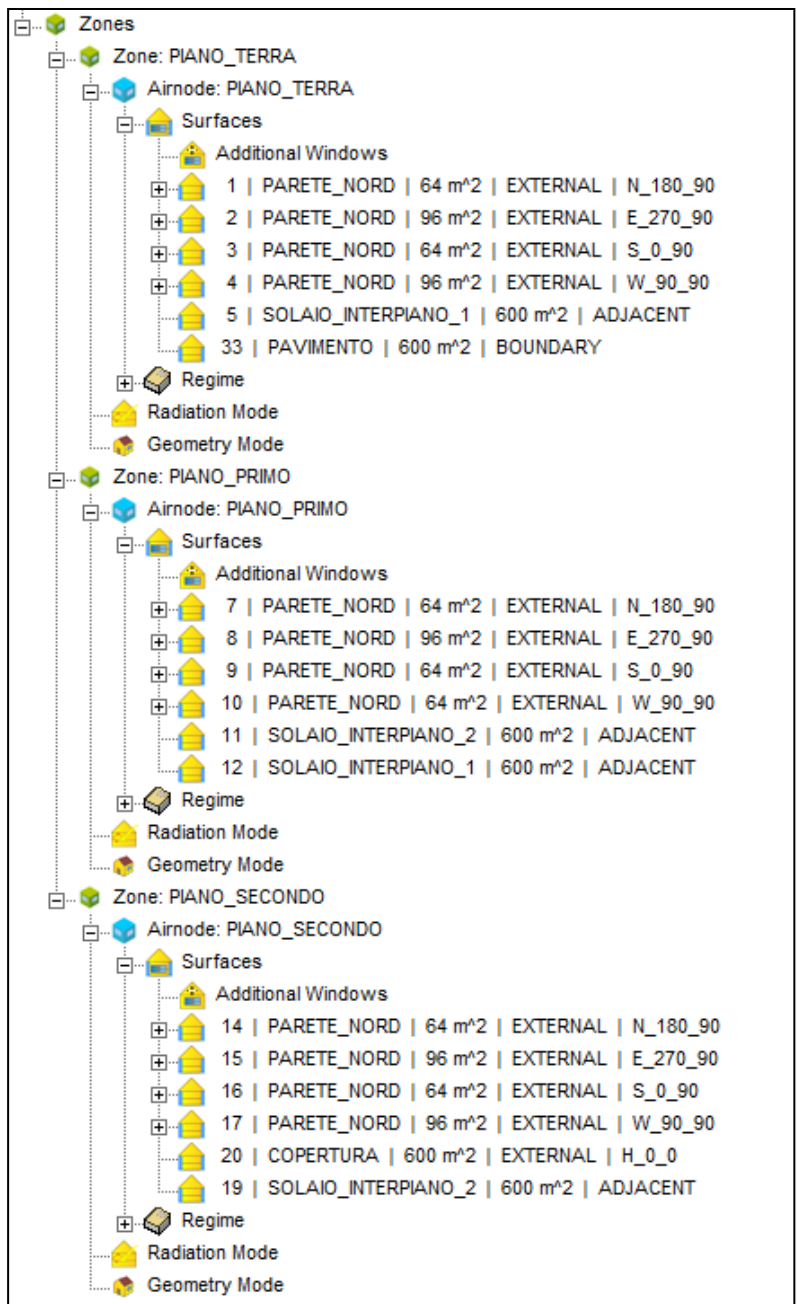 Zones
Zone: PIANO_TERRA
Airnode: PIANO_TERRA
Surfaces
Additional Windows
1 | PARETE_NORD | 64 m^2 | EXTERNAL | N_180_90
2 | PARETE_NORD | 96 m^2 | EXTERNAL | E_270_90
3 | PARETE_NORD | 64 m^2 | EXTERNAL | S_0_90
4 | PARETE_NORD | 96 m^2 | EXTERNAL | W_90_90
5 | SOLAIO_INTERPIANO_1 | 600 m^2 | ADJACENT
33 | PAVIMENTO | 600 m^2 | BOUNDARY
Regime
Radiation Mode
Geometry Mode
Zone: PIANO_PRIMO
Airnode: PIANO_PRIMO
Surfaces
Additional Windows
7 | PARETE_NORD | 64 m^2 | EXTERNAL | N_180_90
8 | PARETE_NORD | 96 m^2 | EXTERNAL | E_270_90
9 | PARETE_NORD | 64 m^2 | EXTERNAL | S_0_90
10 | PARETE_NORD | 64 m^2 | EXTERNAL | W_90_90
11 | SOLAIO_INTERPIANO_2 | 600 m^2 | ADJACENT
12 | SOLAIO_INTERPIANO_1 | 600 m^2 | ADJACENT
Regime
Radiation Mode
Geometry Mode
Zone: PIANO_SECONDO
Airnode: PIANO_SECONDO
Surfaces
Additional Windows
14 | PARETE_NORD | 64 m^2 | EXTERNAL | N_180_90
15 | PARETE_NORD | 96 m^2 | EXTERNAL | E_270_90
16 | PARETE_NORD | 64 m^2 | EXTERNAL | S_0_90
17 | PARETE_NORD | 96 m^2 | EXTERNAL | W_90_90
20 | COPERTURA | 600 m^2 | EXTERNAL | H_0_0
19 | SOLAIO_INTERPIANO_2 | 600 m^2 | ADJACENT
Regime
Radiation Mode
Geometry Mode